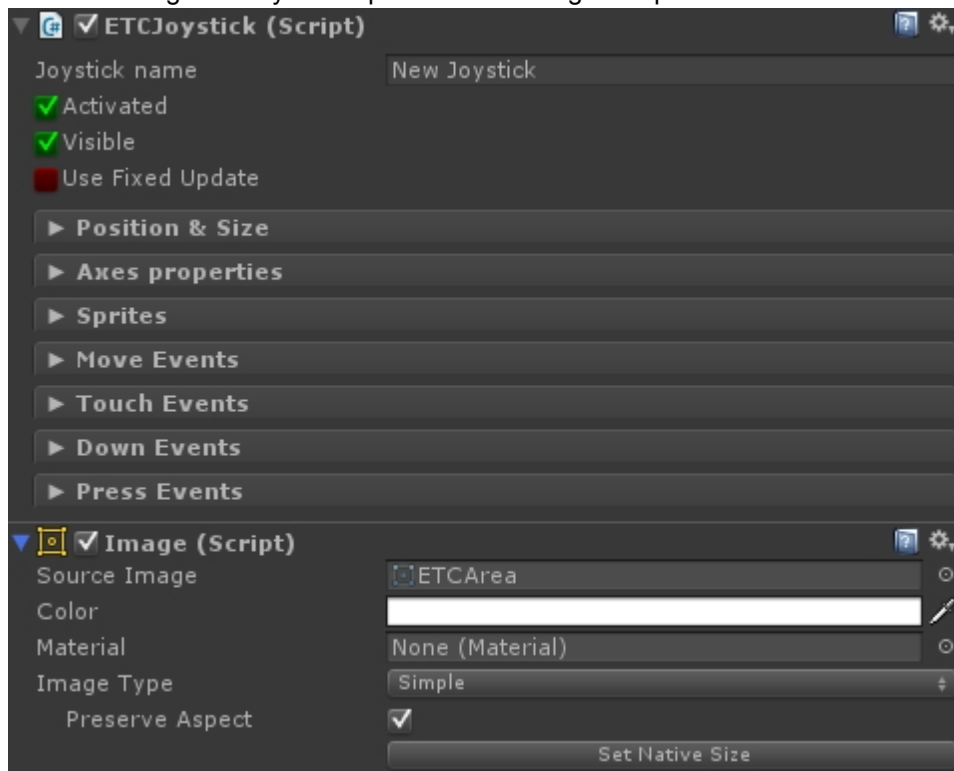 ETCJoystick (Script)
Joystick name New Joystick
Activated
Visible
Use Fixed Update
Position & Size
Axes properties
Sprites
Move Events
Touch Events
Down Events
Press Events
Image (Script)
Source Image ETCArea
Color
Material None (Material)
Image Type Simple
Preserve Aspect
Set Native Size